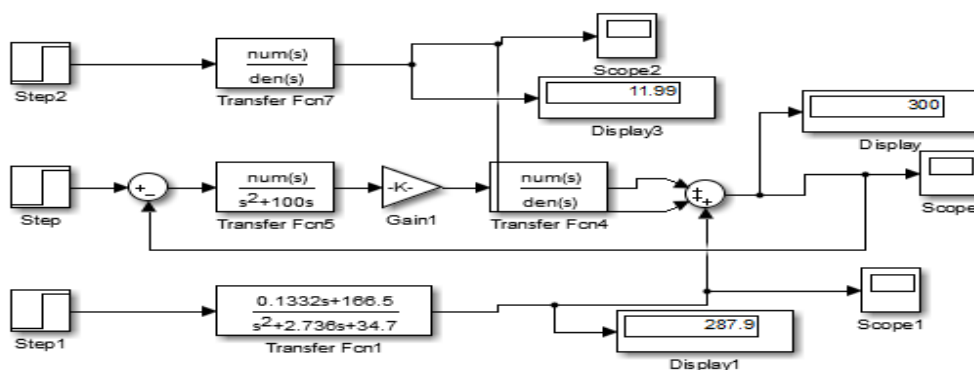 Step2
num(s)
den(s)
Transfer Fcn7
Scope2
11.99
Display3
300
Display
Step
+
-
num(s)
s²+100s
Transfer Fcn5
-K-
Gain1
num(s)
den(s)
Transfer Fcn4
+
+
+
Scope
Step1
0.1332s+166.5
s²+2.736s+34.7
Transfer Fcn1
287.9
Display1
Scope1